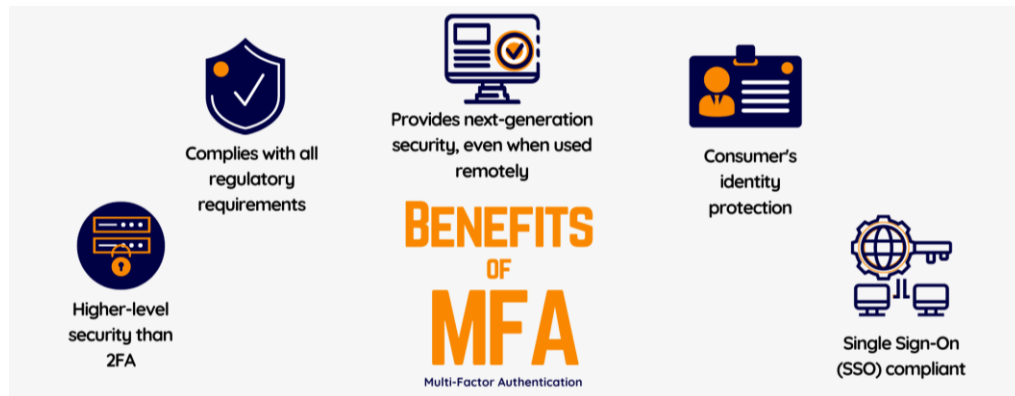 Provides next-generation
security, even when used
remotely
Complies with all
regulatory
requirements
Consumer's
identity
protection
Higher-level
security than
2FA
BENEFITS
OF
MFA
Multi-Factor Authentication
Single Sign-On
(SSO) compliant